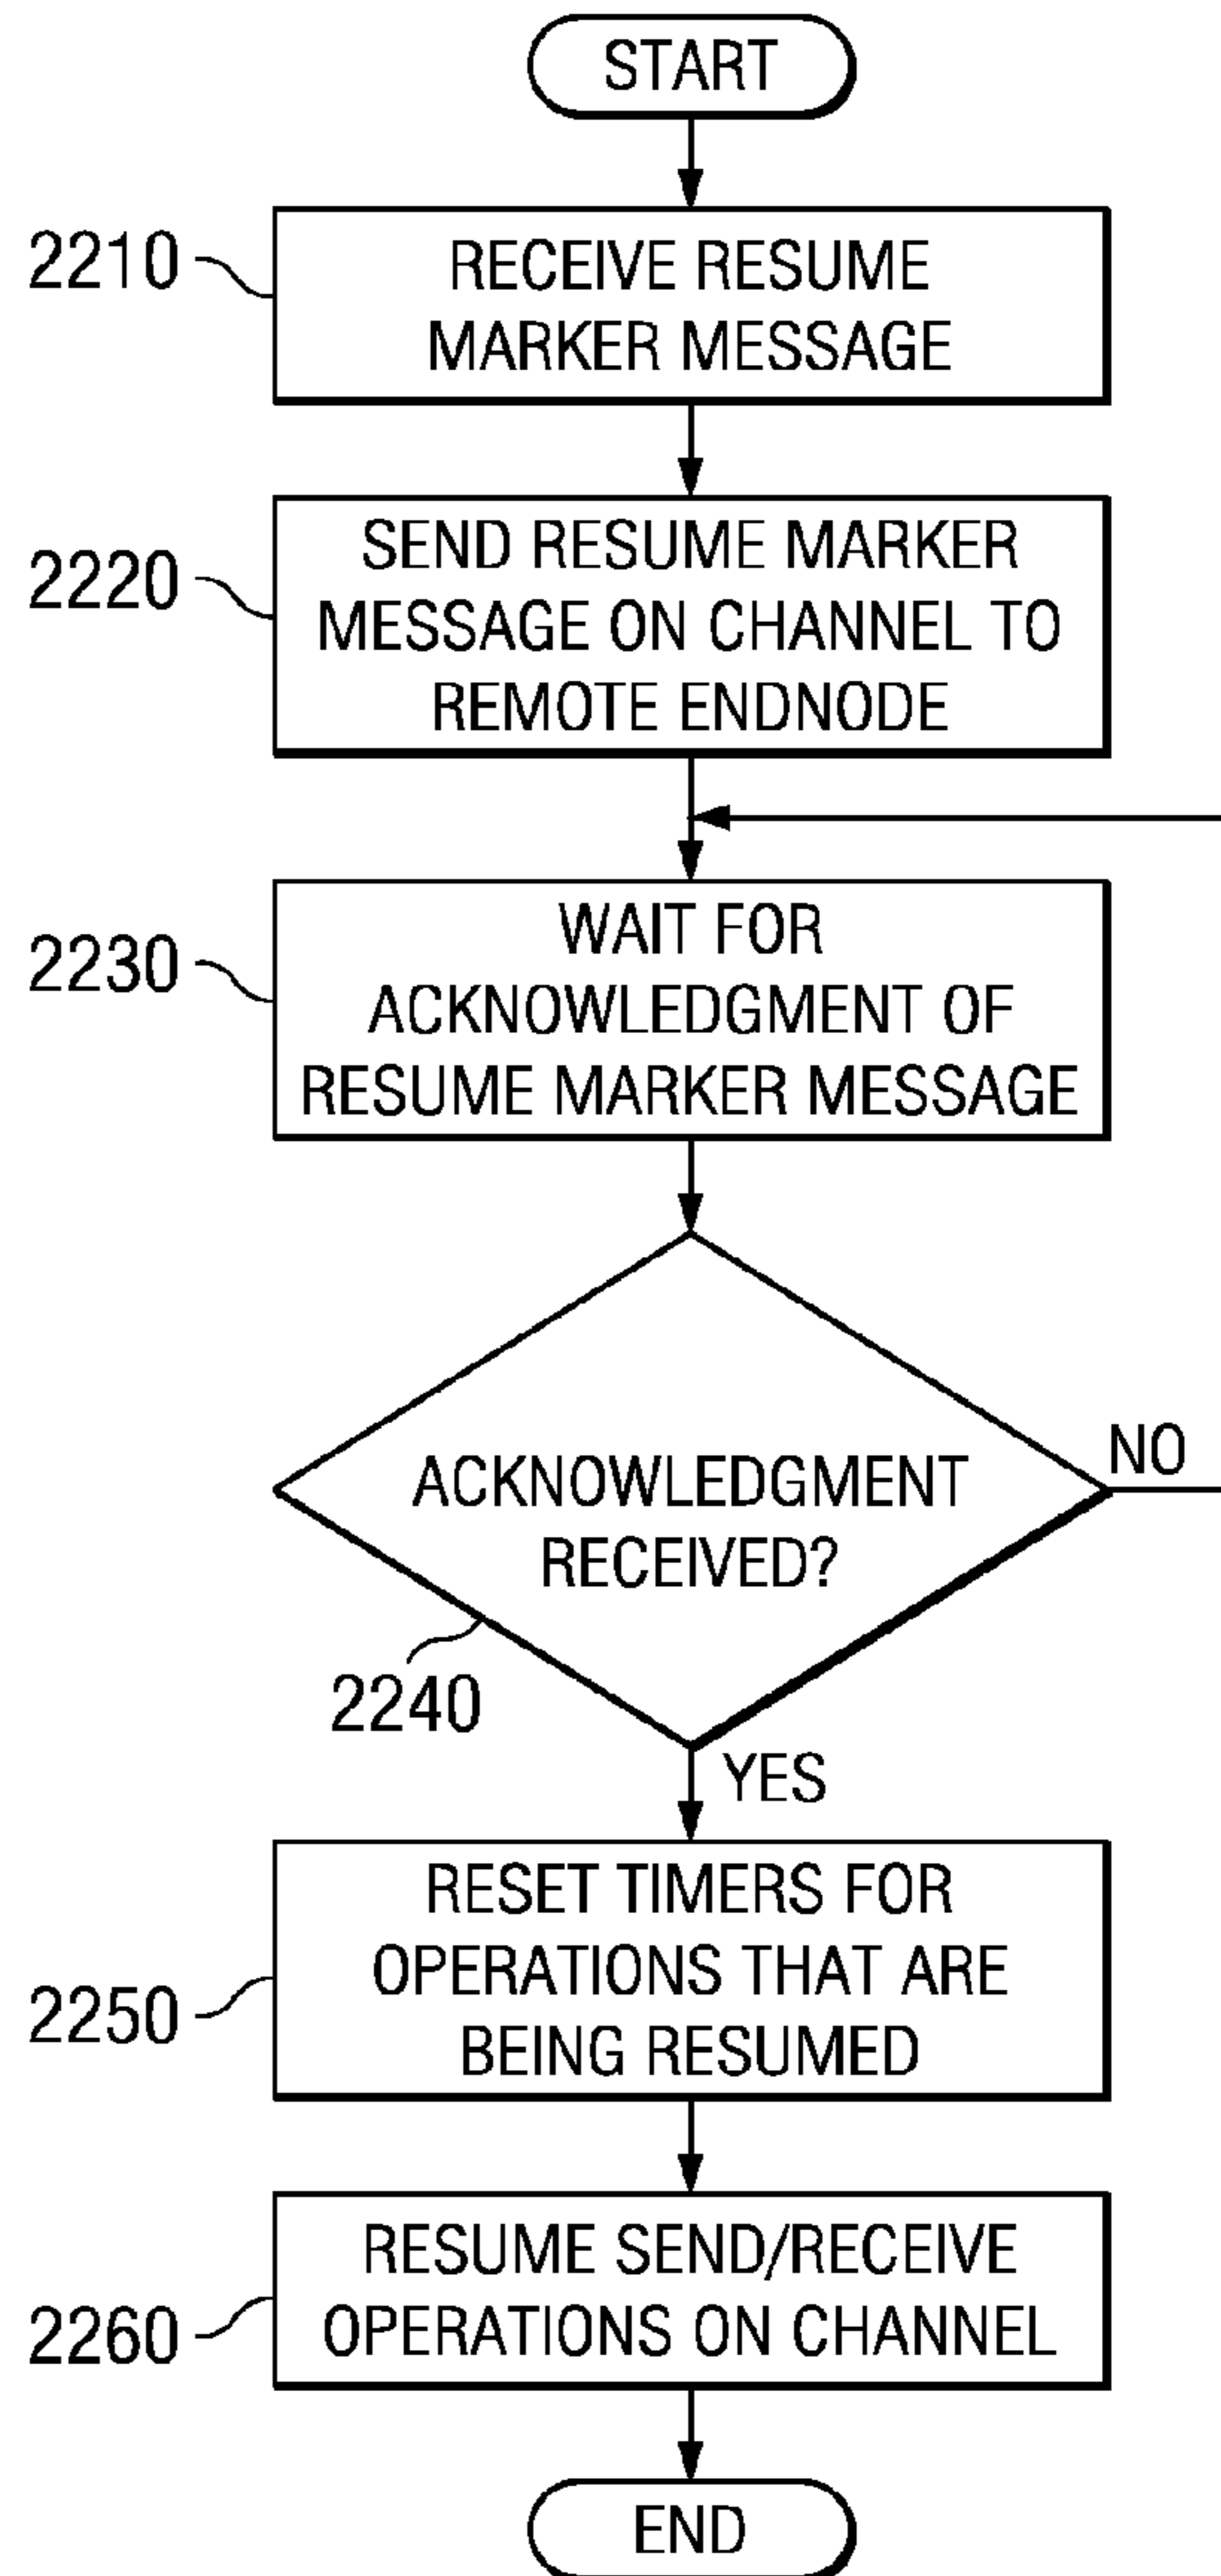 START
2210
RECEIVE RESUME
MARKER MESSAGE
2220
SEND RESUME MARKER
MESSAGE ON CHANNEL TO
REMOTE ENDNODE
2230
WAIT FOR
ACKNOWLEDGMENT OF
RESUME MARKER MESSAGE
ACKNOWLEDGMENT
RECEIVED?
NO
2240
YES
2250
RESET TIMERS FOR
OPERATIONS THAT ARE
BEING RESUMED
2260
RESUME SEND/RECEIVE
OPERATIONS ON CHANNEL
END